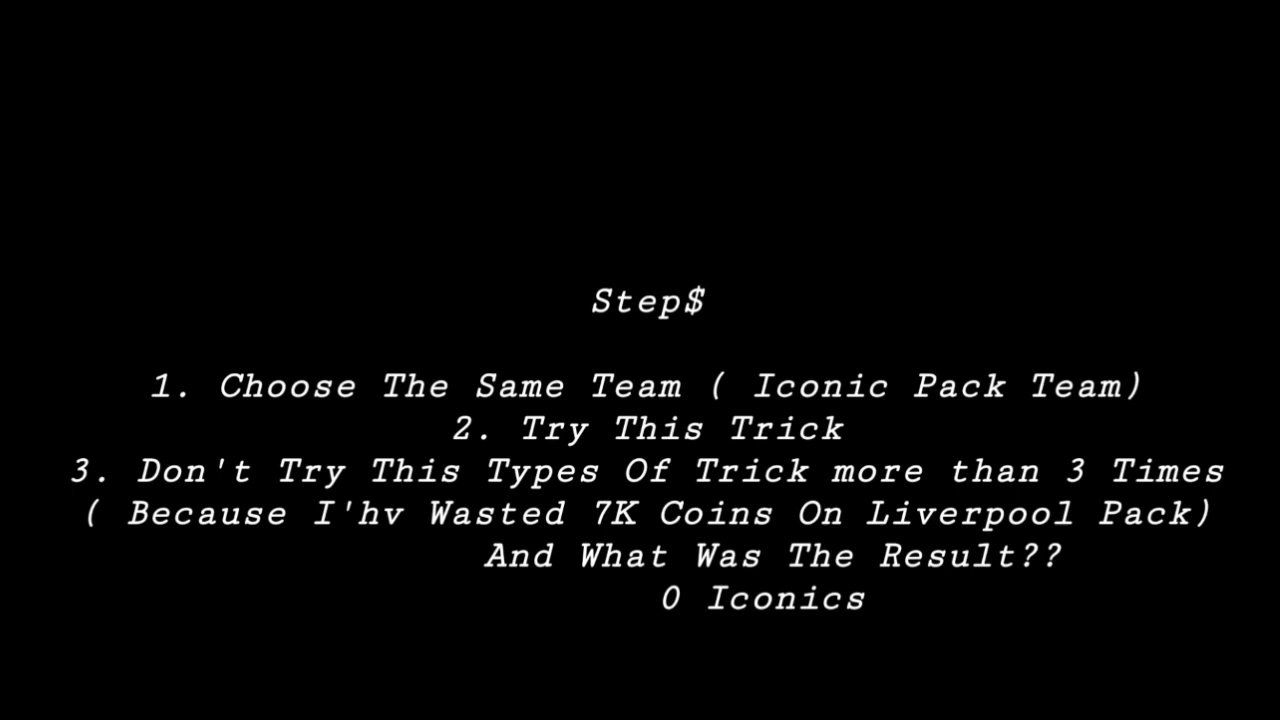 Step$
1. Choose The Same Team ( Iconic Pack Team)
2. Try This Trick
3. Don't Try This Types Of Trick more than 3 Times
( Because I'hv Wasted 7K Coins On Liverpool Pack)
And What Was The Result??
0 Iconics